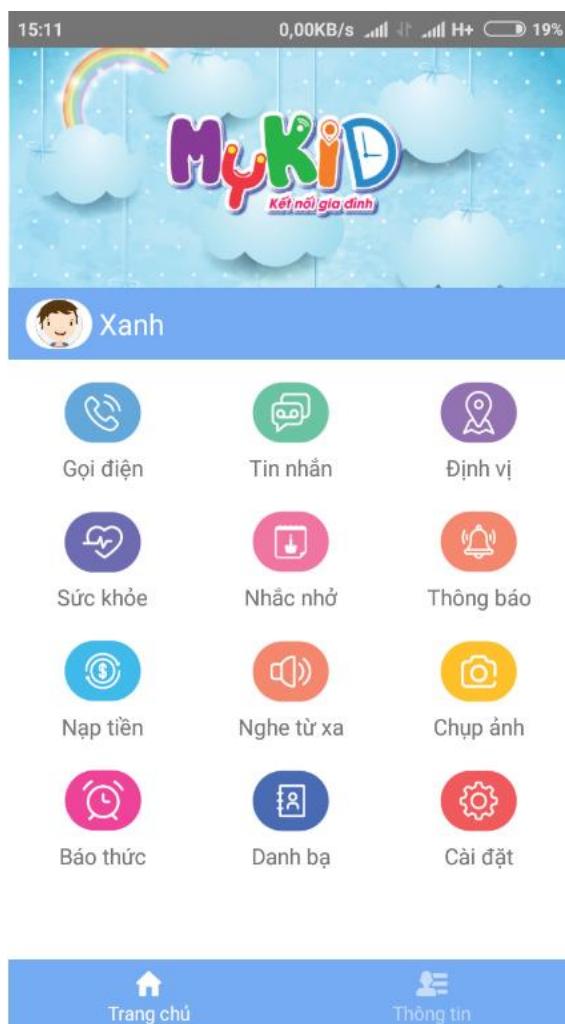 15:11 0,00KB/s H+ 19%
MyKiD
Kết nối gia đình
Xanh
Gọi điện Tin nhắn Định vị
Sức khỏe Nhắc nhở Thông báo
Nạp tiền Nghe từ xa Chụp ảnh
Báo thức Danh bạ Cài đặt
Trang chủ Thông tin